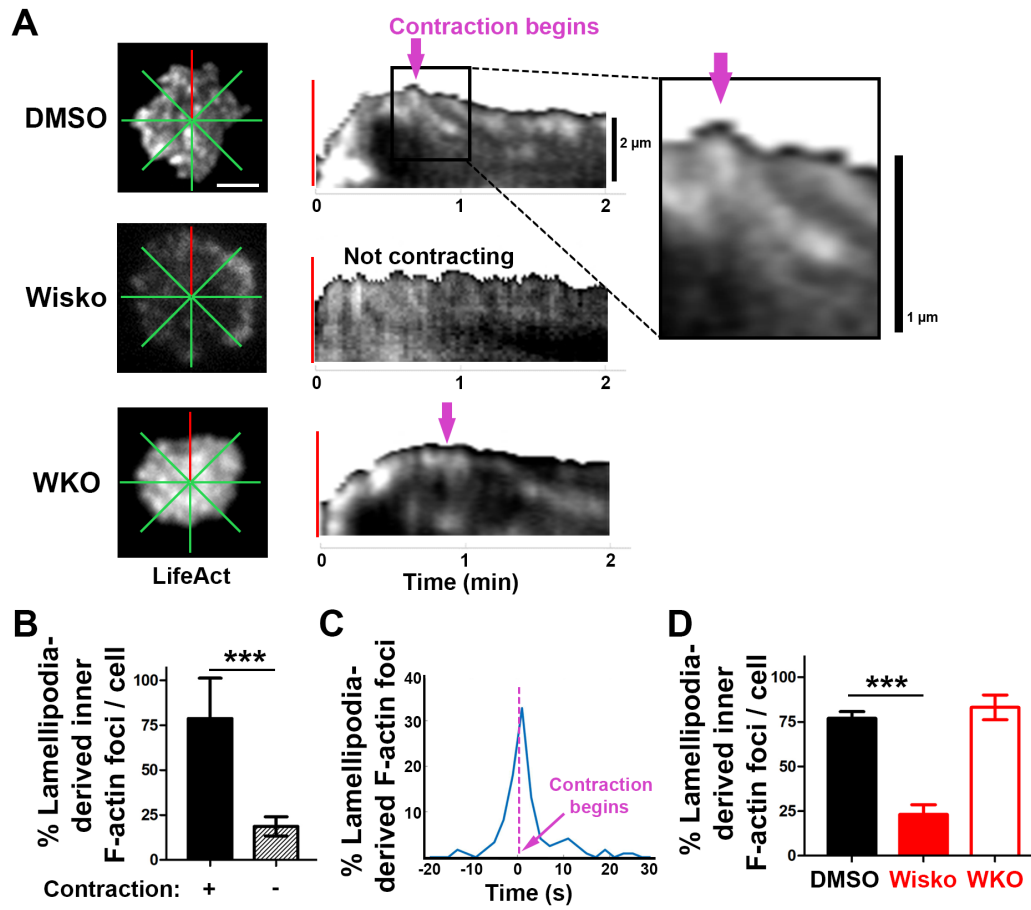 A
Contraction begins
DMSO
2 µm
0 1 2
1 µm
Not contracting
Wisko
0 1 2
WKO
0 1 2
LifeAct
Time (min)
B
% Lamellipodia-
derived inner
F-actin foci / cell
***
100
75
50
25
0
Contraction: + -
C
% Lamellipodia-
derived F-actin foci
40
30
20
10
0
Contraction
begins
-20 -10 0 10 20 30
Time (s)
D
% Lamellipodia-
derived inner
F-actin foci / cell
***
100
75
50
25
0
DMSO Wisko WKO